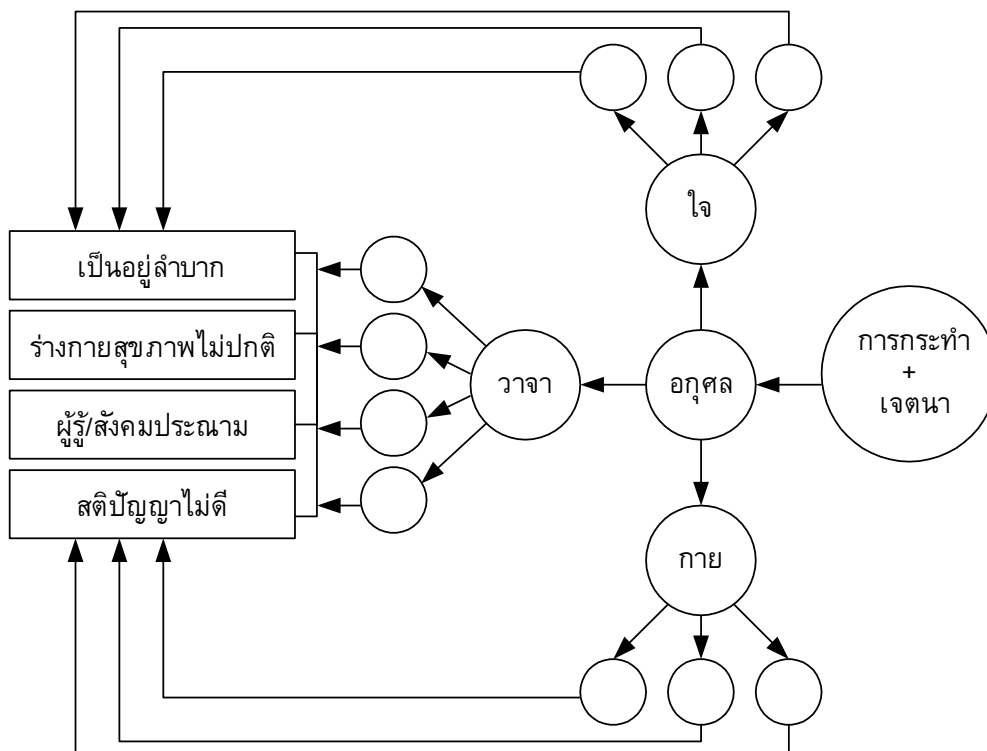 ใจ
เป็นอยู่ลำบาก
ร่างกายสุขภาพไม่ปกติ
ผู้รู้/สังคมประณาม
สติปัญญาไม่ดี
วาจา
อกุศล
การกระทำ
+
เจตนา
กาย